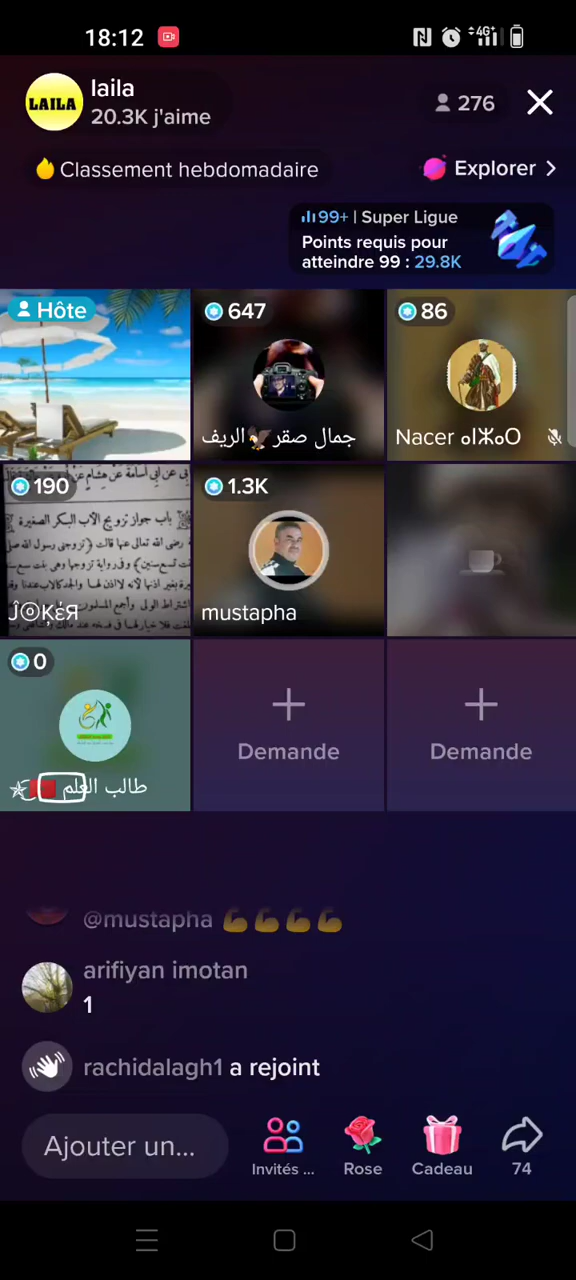 18:12
4G+
laila
LAILA
20.3K j'aime
276
Classement hebdomadaire
Explorer
99+ | Super Ligue
Points requis pour
atteindre 99 : 29.8K
Hôte
647
86
جمال صقر🦅الريف
Nacer ⴰⵣⴰⵔ
190
باب جواز تزويج الأب البكر الصغيرة
1.3K
mustapha
0
طالب العلم
Demande
Demande
@mustapha 💪💪💪💪
arifiyan imotan
1
rachidalagh1 a rejoint
Ajouter un...
Invités ...
Rose
Cadeau
74